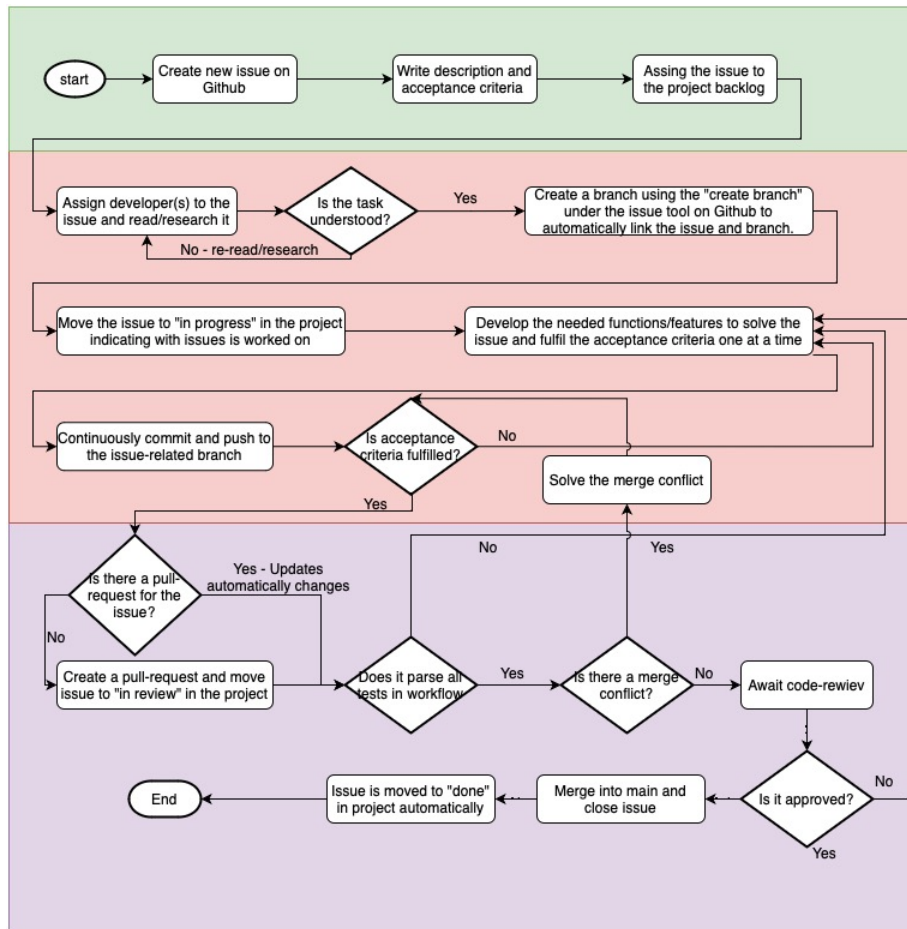 start
Create new issue on
Github
Write description and
acceptance criteria
Assing the issue to
the project backlog
Assign developer(s) to the
issue and read/research it
Is the task
understood?
Yes
Create a branch using the "create branch"
under the issue tool on Github to
automatically link the issue and branch.
No - re-read/research
Move the issue to "in progress" in the project
indicating with issues is worked on
Develop the needed functions/features to solve the
issue and fulfil the acceptance criteria one at a time
Continuously commit and push to
the issue-related branch
Is acceptance
criteria fulfilled?
No
Solve the merge conflict
Yes
Is there a pull-
request for the
issue?
Yes - Updates
automatically changes
No
Yes
No
Create a pull-request and move
issue to "in review" in the project
Does it parse all
tests in workflow
Yes
Is there a merge
conflict?
No
Await code-rewiev
End
Issue is moved to "done"
in project automatically
Merge into main and
close issue
Is it approved?
No
Yes